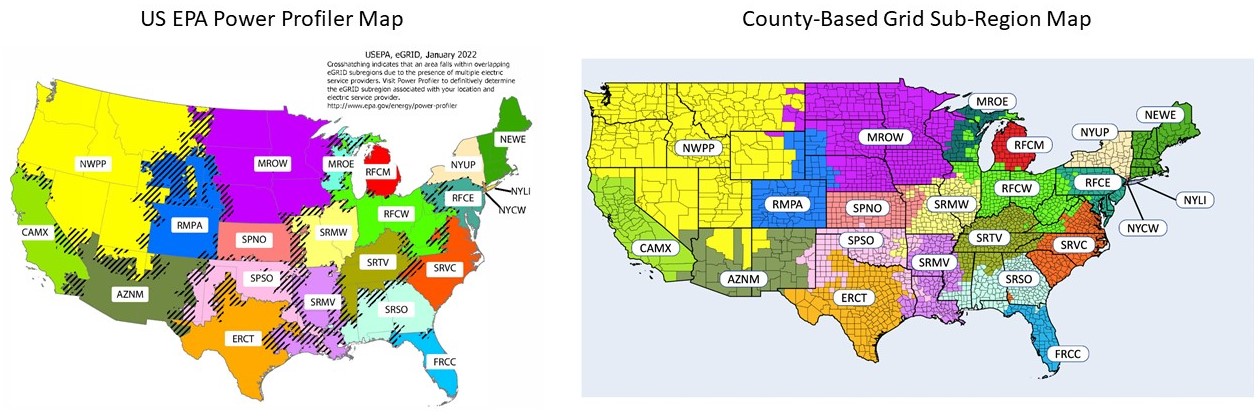 US EPA Power Profiler Map
County-Based Grid Sub-Region Map
USEPA, eGRID, January 2022
Crosshatching indicates that an area falls within overlapping
eGRID subregions due to the presence of multiple electric
service providers. Visit Power Profiler to definitively determine
the eGRID subregion associated with your location and
electric service provider.
http://www.epa.gov/energy/power-profiler
NWPP
MROW
MROE
RFCM
NYUP
NEWE
NYLI
NYCW
RFCE
RFCW
CAMX
RMPA
SPNO
SRMW
SRTV
SRVC
AZNM
SPSO
SRMV
SRSO
ERCT
FRCC
MROE
NEWE
NYUP
MROW
RFCM
NWPP
RFCW
RFCE
NYLI
RMPA
SPNO
SRMW
NYCW
CAMX
SPSO
SRTV
SRVC
SRMV
AZNM
SRSO
ERCT
FRCC